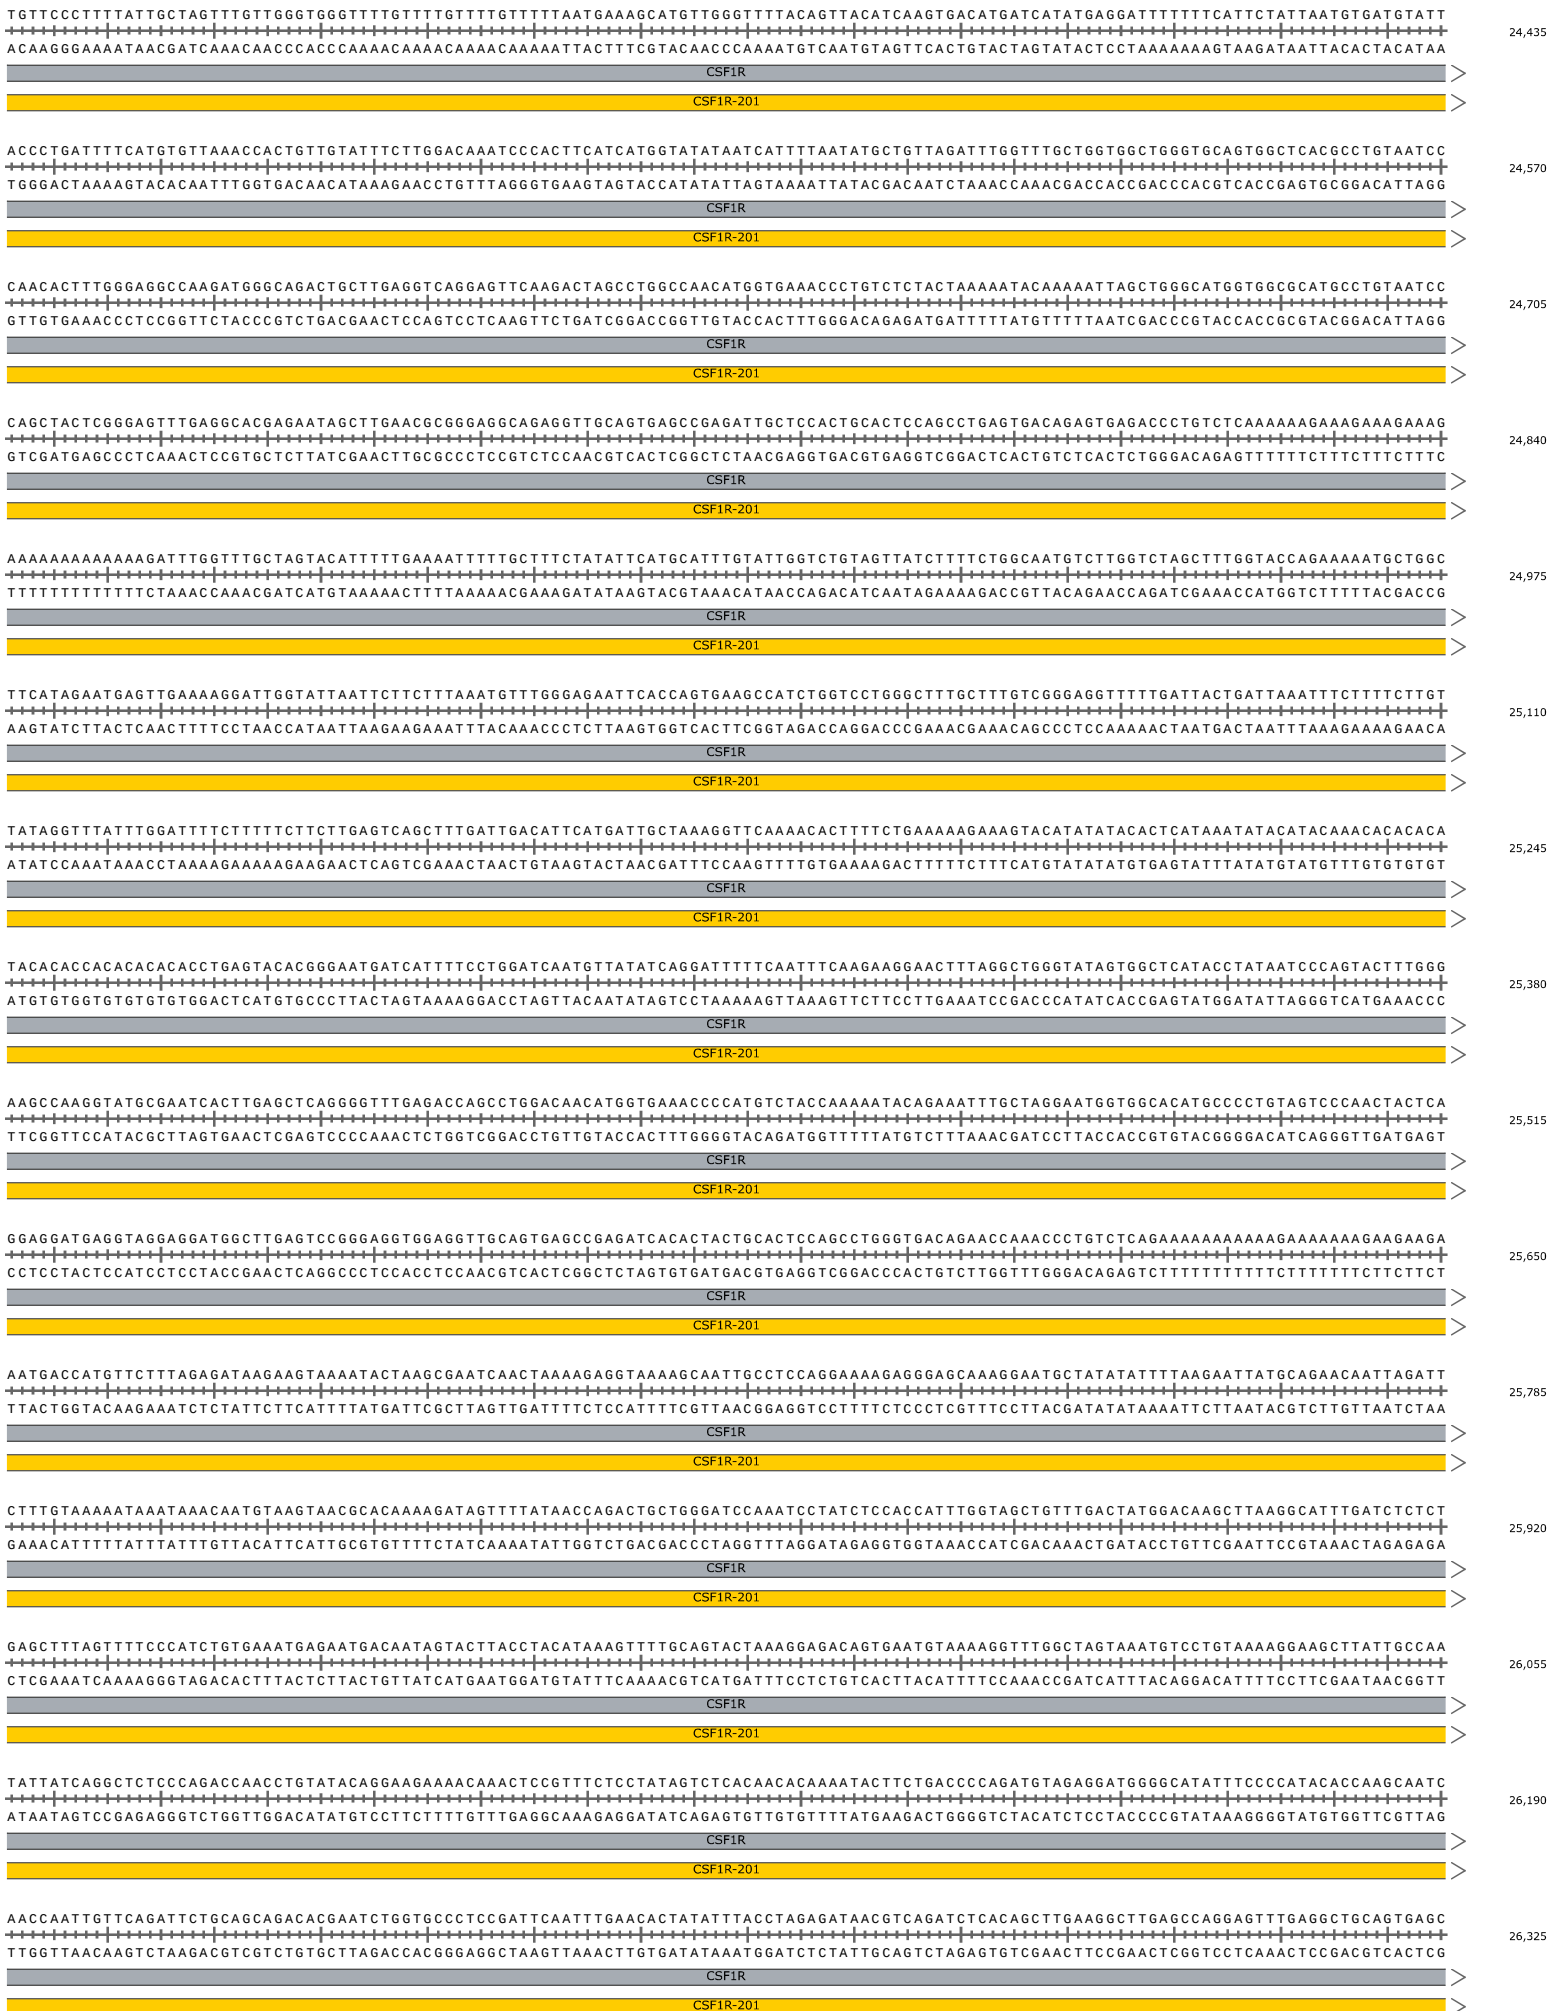 TGTTCCCTTTTATTGCTAGTTTGTTGGGTGGGTTTTGTTTTGTTTTGTTTTTAATGAAAGCATGTTGGGTTTTACAGTTACATCAAGTGACATGATCATATGAGGATTTTTTTCATTCTATTAATGTGATGTATT
24,435
ACAAGGGAAAATAACGATCAAACAACCCACCCAAAACAAAACAAAACAAAAATTACTTTCGTACAACCCAAAATGTCAATGTAGTTCACTGTACTAGTATACTCCTAAAAAAAGTAAGATAATTACACTACATAA
CSF1R
CSF1R-201
ACCCTGATTTTCATGTGTTAAACCACTGTTGTATTTCTTGGACAAATCCCACTTCATCATGGTATATAATCATTTTAATATGCTGTTAGATTTGGTTTGCTGGTGGCTGGGTGCAGTGGCTCACGCCTGTAATCC
24,570
TGGGACTAAAAGTACACAATTTGGTGACAACATAAAGAACCTGTTTAGGGTGAAGTAGTACCATATATTAGTAAAATTATACGACAATCTAAACCAAACGACCACCGACCCACGTCACCGAGTGCGGACATTAGG
CSF1R
CSF1R-201
CAACACTTTGGGAGGCCAAGATGGGCAGACTGCTTGAGGTCAGGAGTTCAAGACTAGCCTGGCCAACATGGTGAAACCCTGTCTCTACTAAAAATACAAAAATTAGCTGGGCATGGTGGCGCATGCCTGTAATCC
24,705
GTTGTGAAACCCTCCGGTTCTACCCGTCTGACGAACTCCAGTCCTCAAGTTCTGATCGGACCGGTTGTACCACTTTGGGACAGAGATGATTTTTATGTTTTTAATCGACCCGTACCACCGCGTACGGACATTAGG
CSF1R
CSF1R-201
CAGCTACTCGGGAGTTTGAGGCACGAGAATAGCTTGAACGCGGGAGGCAGAGGTTGCAGTGAGCCGAGATTGCTCCACTGCACTCCAGCCTGAGTGACAGAGTGAGACCCTGTCTCAAAAAAGAAAGAAAGAAAG
24,840
GTCGATGAGCCCTCAAACTCCGTGCTCTTATCGAACTTGCGCCCTCCGTCTCCAACGTCACTCGGCTCTAACGAGGTGACGTGAGGTCGGACTCACTGTCTCACTCTGGGACAGAGTTTTTTCTTTCTTTCTTTC
CSF1R
CSF1R-201
AAAAAAAAAAAAAGATTTGGTTTGCTAGTACATTTTTGAAAATTTTTGCTTTCTATATTCATGCATTTGTATTGGTCTGTAGTTATCTTTTCTGGCAATGTCTTGGTCTAGCTTTGGTACCAGAAAAATGCTGGC
24,975
TTTTTTTTTTTTTCTAAACCAAACGATCATGTAAAAACTTTTAAAAACGAAAGATATAAGTACGTAAACATAACCAGACATCAATAGAAAAGACCGTTACAGAACCAGATCGAAACCATGGTCTTTTTACGACCG
CSF1R
CSF1R-201
TTCATAGAATGAGTTGAAAAGGATTGGTATTAATTCTTCTTTAAATGTTTGGGAGAATTCACCAGTGAAGCCATCTGGTCCTGGGCTTTGCTTTGTCGGGAGGTTTTTGATTACTGATTAAATTTCTTTTCTTGT
25,110
AAGTATCTTACTCAACTTTTCCTAACCATAATTAAGAAGAAATTTACAAACCCTCTTAAGTGGTCACTTCGGTAGACCAGGACCCGAAACGAAACAGCCCTCCAAAAACTAATGACTAATTTAAAGAAAAGAACA
CSF1R
CSF1R-201
TATAGGTTTATTTGGATTTTCTTTTTCTTCTTGAGTCAGCTTTGATTGACATTCATGATTGCTAAAGGTTCAAAACACTTTTCTGAAAAAGAAAGTACATATATACACTCATAAATATACATACAAACACACACA
25,245
ATATCCAAATAAACCTAAAAGAAAAAGAAGAACTCAGTCGAAACTAACTGTAAGTACTAACGATTTCCAAGTTTTGTGAAAAGACTTTTTCTTTCATGTATATATGTGAGTATTTATATGTATGTTTGTGTGTGT
CSF1R
CSF1R-201
TACACACCACACACACACCTGAGTACACGGGAATGATCATTTTCCTGGATCAATGTTATATCAGGATTTTTCAATTTCAAGAAGGAACTTTAGGCTGGGTATAGTGGCTCATACCTATAATCCCAGTACTTTGGG
25,380
ATGTGTGGTGTGTGTGTGGACTCATGTGCCCTTACTAGTAAAAGGACCTAGTTACAATATAGTCCTAAAAAGTTAAAGTTCTTCCTTGAAATCCGACCCATATCACCGAGTATGGATATTAGGGTCATGAAACCC
CSF1R
CSF1R-201
AAGCCAAGGTATGCGAATCACTTGAGCTCAGGGGTTTGAGACCAGCCTGGACAACATGGTGAAACCCCATGTCTACCAAAAATACAGAAATTTGCTAGGAATGGTGGCACATGCCCCTGTAGTCCCAACTACTCA
25,515
TTCGGTTCCATACGCTTAGTGAACTCGAGTCCCCAAACTCTGGTCGGACCTGTTGTACCACTTTGGGGTACAGATGGTTTTTATGTCTTTAAACGATCCTTACCACCGTGTACGGGGACATCAGGGTTGATGAGT
CSF1R
CSF1R-201
GGAGGATGAGGTAGGAGGATGGCTTGAGTCCGGGAGGTGGAGGTTGCAGTGAGCCGAGATCACACTACTGCACTCCAGCCTGGGTGACAGAACCAAACCCTGTCTCAGAAAAAAAAAAAGAAAAAAAGAAGAAGA
25,650
CCTCCTACTCCATCCTCCTACCGAACTCAGGCCCTCCACCTCCAACGTCACTCGGCTCTAGTGTGATGACGTGAGGTCGGACCCACTGTCTTGGTTTGGGACAGAGTCTTTTTTTTTTTCTTTTTTTCTTCTTCT
CSF1R
CSF1R-201
AATGACCATGTTCTTTAGAGATAAGAAGTAAAATACTAAGCGAATCAACTAAAAGAGGTAAAAGCAATTGCCTCCAGGAAAAGAGGGAGCAAAGGAATGCTATATATTTTAAGAATTATGCAGAACAATTAGATT
25,785
TTACTGGTACAAGAAATCTCTATTCTTCATTTTATGATTCGCTTAGTTGATTTTCTCCATTTTCGTTAACGGAGGTCCTTTTCTCCCTCGTTTCCTTACGATATATAAAATTCTTAATACGTCTTGTTAATCTAA
CSF1R
CSF1R-201
CTTTGTAAAAATAAATAAACAATGTAAGTAACGCACAAAAGATAGTTTTATAACCAGACTGCTGGGATCCAAATCCTATCTCCACCATTTGGTAGCTGTTTGACTATGGACAAGCTTAAGGCATTTGATCTCTCT
25,920
GAAACATTTTTATTTATTTGTTACATTCATTGCGTGTTTTCTATCAAAATATTGGTCTGACGACCCTAGGTTTAGGATAGAGGTGGTAAACCATCGACAAACTGATACCTGTTCGAATTCCGTAAACTAGAGAGA
CSF1R
CSF1R-201
GAGCTTTAGTTTTCCCATCTGTGAAATGAGAATGACAATAGTACTTACCTACATAAAGTTTTGCAGTACTAAAGGAGACAGTGAATGTAAAAGGTTTGGCTAGTAAATGTCCTGTAAAAGGAAGCTTATTGCCAA
26,055
CTCGAAATCAAAAGGGTAGACACTTTACTCTTACTGTTATCATGAATGGATGTATTTCAAAACGTCATGATTTCCTCTGTCACTTACATTTTCCAAACCGATCATTTACAGGACATTTTCCTTCGAATAACGGTT
CSF1R
CSF1R-201
TATTATCAGGCTCTCCCAGACCAACCTGTATACAGGAAGAAAACAAACTCCGTTTCTCCTATAGTCTCACAACACAAAATACTTCTGACCCCAGATGTAGAGGATGGGGCATATTTCCCCATACACCAAGCAATC
26,190
ATAATAGTCCGAGAGGGTCTGGTTGGACATATGTCCTTCTTTTGTTTGAGGCAAAGAGGATATCAGAGTGTTGTGTTTTATGAAGACTGGGGTCTACATCTCCTACCCCGTATAAAGGGGTATGTGGTTCGTTAG
CSF1R
CSF1R-201
AACCAATTGTTCAGATTCTGCAGCAGACACGAATCTGGTGCCCTCCGATTCAATTTGAACACTATATTTACCTAGAGATAACGTCAGATCTCACAGCTTGAAGGCTTGAGCCAGGAGTTTGAGGCTGCAGTGAGC
26,325
TTGGTTAACAAGTCTAAGACGTCGTCTGTGCTTAGACCACGGGAGGCTAAGTTAAACTTGTGATATAAATGGATCTCTATTGCAGTCTAGAGTGTCGAACTTCCGAACTCGGTCCTCAAACTCCGACGTCACTCG
CSF1R
CSF1R-201